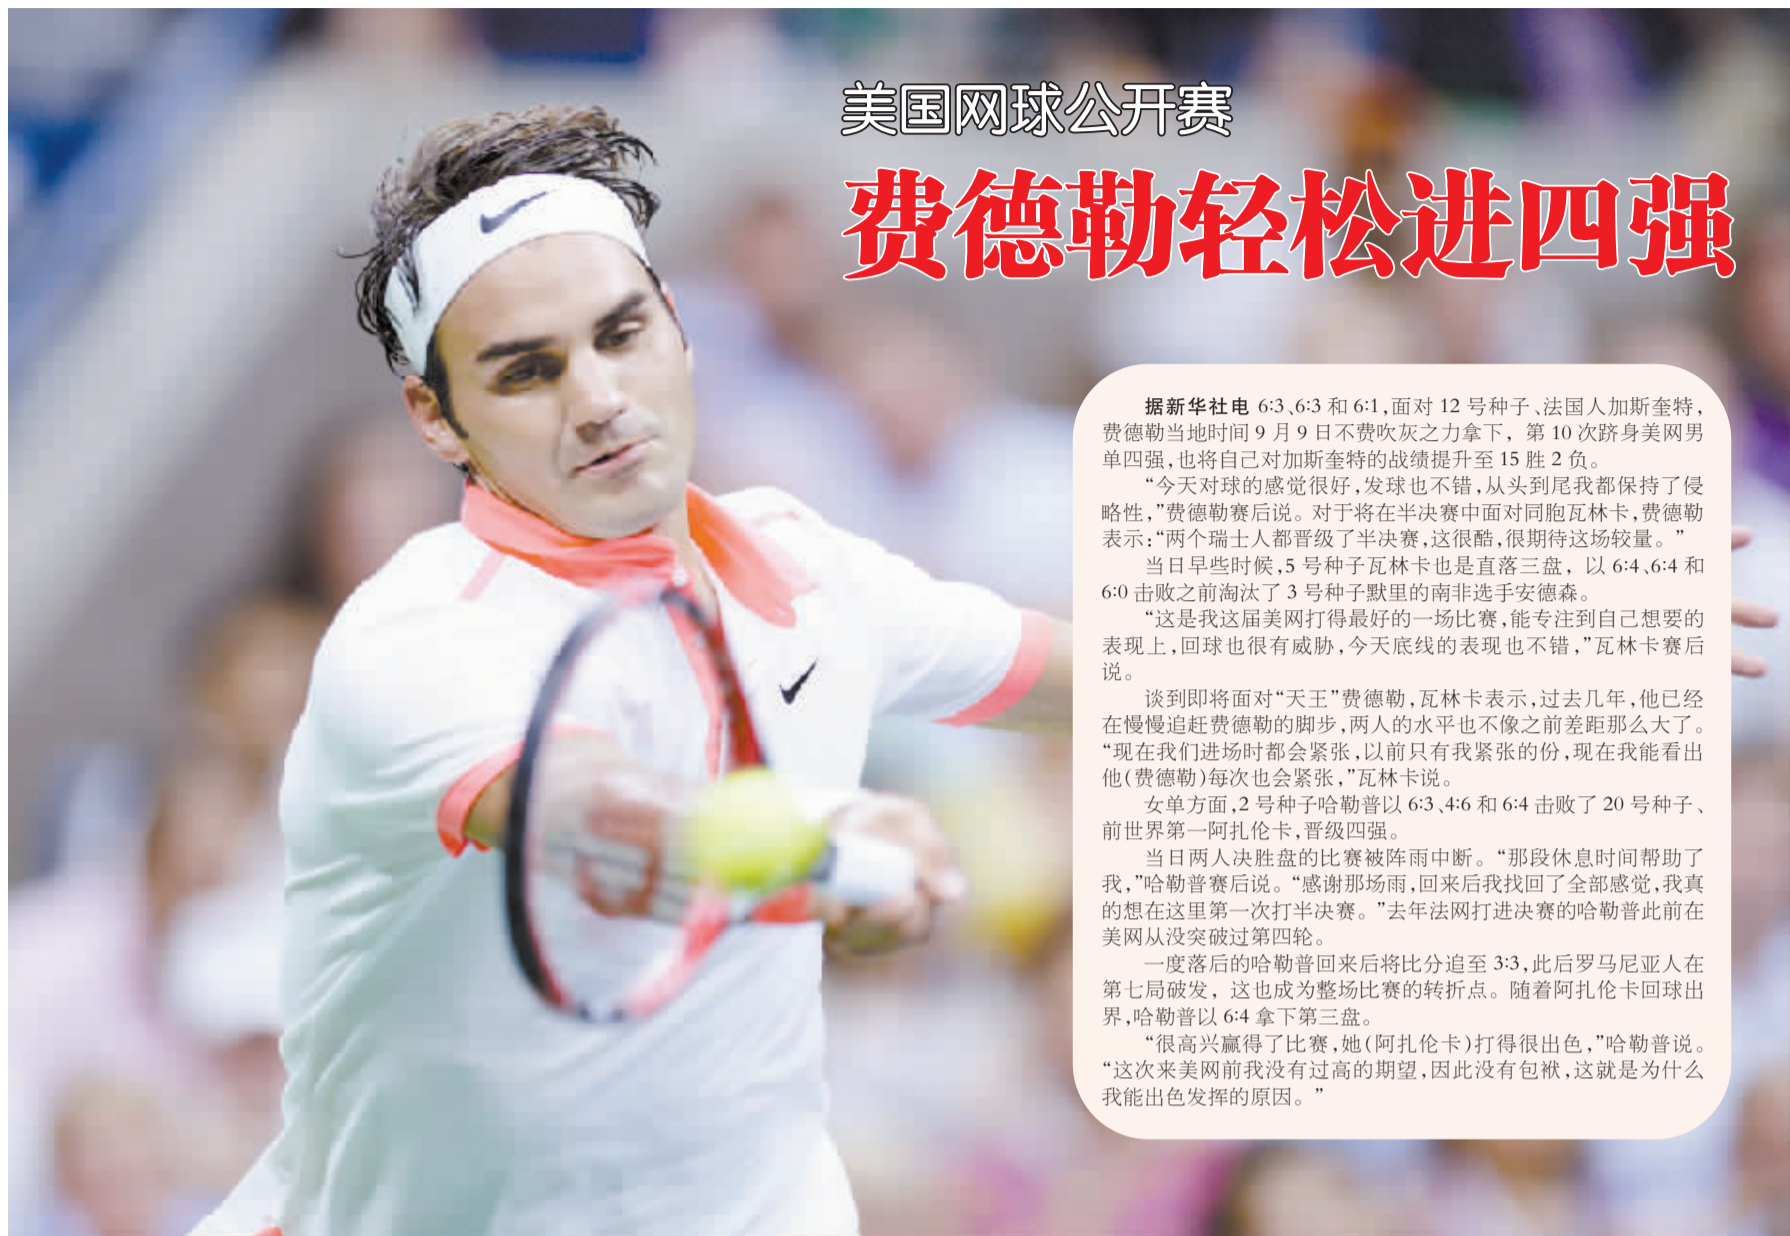 美国网球公开赛
费德勒轻松进四强
据新华社电 6:3、6:3 和 6:1,面对 12 号种子、法国人加斯奎特,
费德勒当地时间 9 月 9 日不费吹灰之力拿下, 第 10 次跻身美网男
单四强,也将自己对加斯奎特的战绩提升至 15 胜 2 负。
“今天对球的感觉很好,发球也不错,从头到尾我都保持了侵
略性,”费德勒赛后说。对于将在半决赛中面对同胞瓦林卡,费德勒
表示:“两个瑞士人都晋级了半决赛,这很酷,很期待这场较量。”
当日早些时候,5 号种子瓦林卡也是直落三盘, 以 6:4、6:4 和
6:0 击败之前淘汰了 3 号种子默里的南非选手安德森。
“这是我这届美网打得最好的一场比赛,能专注到自己想要的
表现上,回球也很有威胁,今天底线的表现也不错,”瓦林卡赛后
说。
谈到即将面对“天王”费德勒,瓦林卡表示,过去几年,他已经
在慢慢追赶费德勒的脚步,两人的水平也不像之前差距那么大了。
“现在我们进场时都会紧张,以前只有我紧张的份,现在我能看出
他(费德勒)每次也会紧张,”瓦林卡说。
女单方面,2 号种子哈勒普以 6:3、4:6 和 6:4 击败了 20 号种子、
前世界第一阿扎伦卡,晋级四强。
当日两人决胜盘的比赛被阵雨中断。“那段休息时间帮助了
我,”哈勒普赛后说。“感谢那场雨,回来后我找回了全部感觉,我真
的想在这里第一次打半决赛。”去年法网打进决赛的哈勒普此前在
美网从没突破过第四轮。
一度落后的哈勒普回来后将比分追至 3:3,此后罗马尼亚人在
第七局破发, 这也成为整场比赛的转折点。随着阿扎伦卡回球出
界,哈勒普以 6:4 拿下第三盘。
“很高兴赢得了比赛,她(阿扎伦卡)打得很出色,”哈勒普说。
“这次来美网前我没有过高的期望,因此没有包袱,这就是为什么
我能出色发挥的原因。”